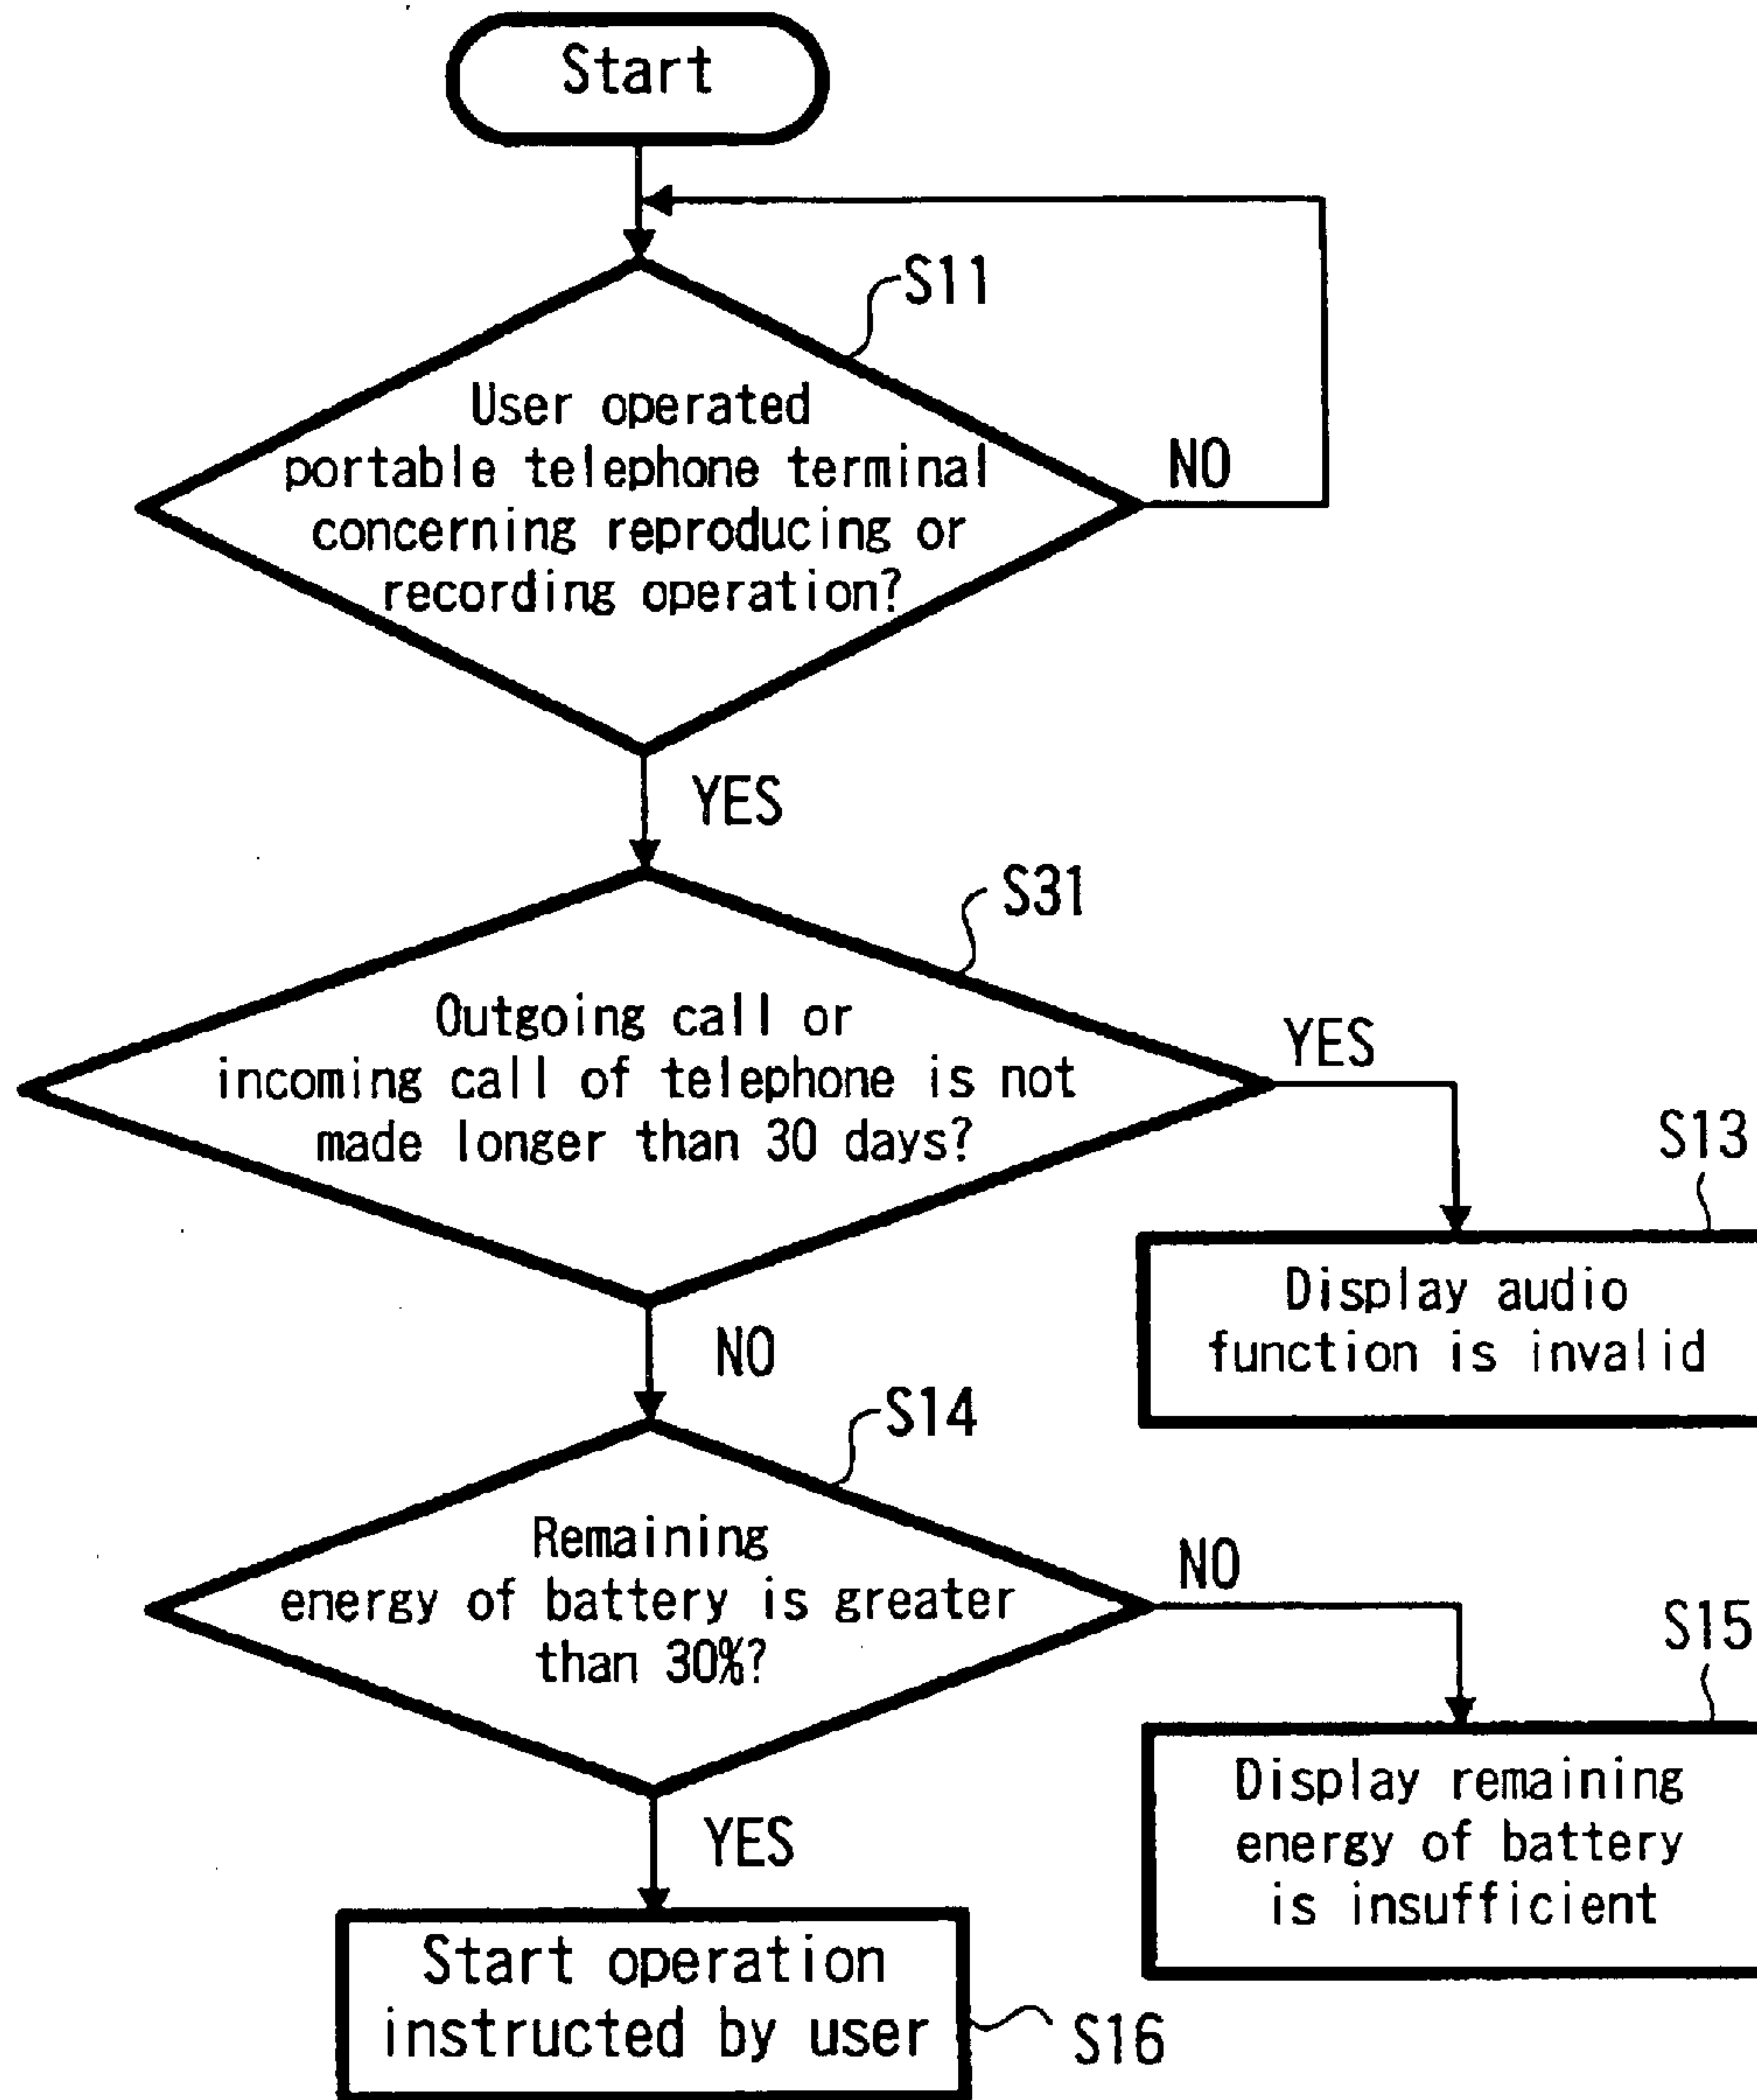 Start
S11
User operated
portable telephone terminal
concerning reproducing or
recording operation?
NO
YES
S31
Outgoing call or
incoming call of telephone is not
made longer than 30 days?
YES
S13
Display audio
function is invalid
NO
S14
Remaining
energy of battery is greater
than 30%?
NO
S15
Display remaining
energy of battery
is insufficient
YES
Start operation
instructed by user
S16